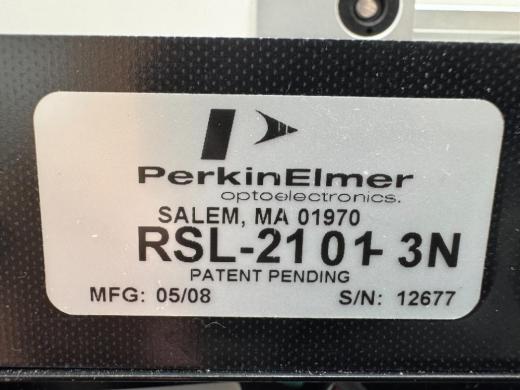 PerkinElmer
optoelectronics.
SALEM, MA 01970
RSL-2101-3N
PATENT PENDING
MFG: 05/08 S/N: 12677